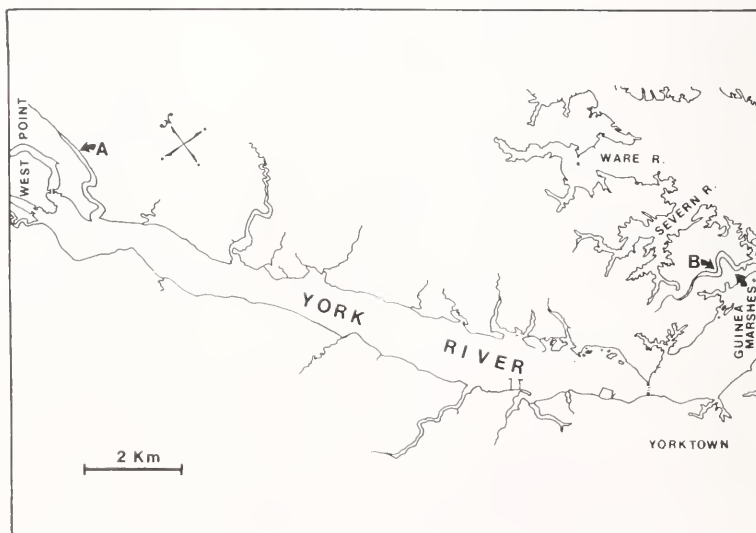 WEST POINT
A
N
WARE R.
SEVERN R.
B
GUINEA
MARSHES
YORK
RIVER
YORKTOWN
2 Km